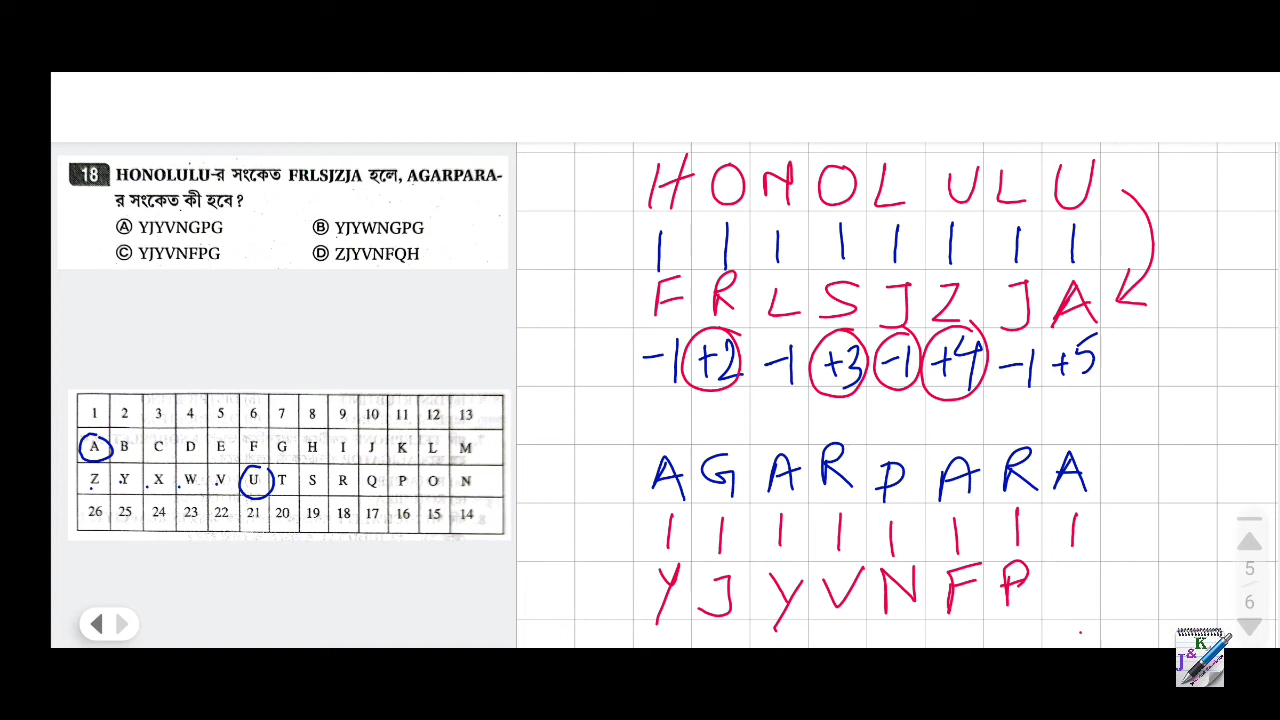 18 HONOLULU-র সংকেত FRLSJZJA হলে, AGARPARA-
র সংকেত কী হবে ?
A YJYVNGPG B YJYWNGPG
C YJYVNFPG D ZJYVNFQH
1 2 3 4 5 6 7 8 9 10 11 12 13
A B C D E F G H I J K L M
Z Y X W V U T S R Q P O N
26 25 24 23 22 21 20 19 18 17 16 15 14
H O N O L U L U
F R L S J Z J A
-1 +2 -1 +3 -1 +4 -1 +5
A G A R P A R A
Y J Y V N F P
5
6
J & K